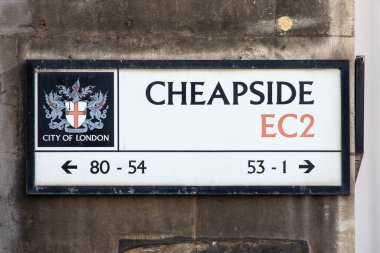 CHEAPSIDE
EC2
CITY OF LONDON
← 80 - 54
53 - 1 →